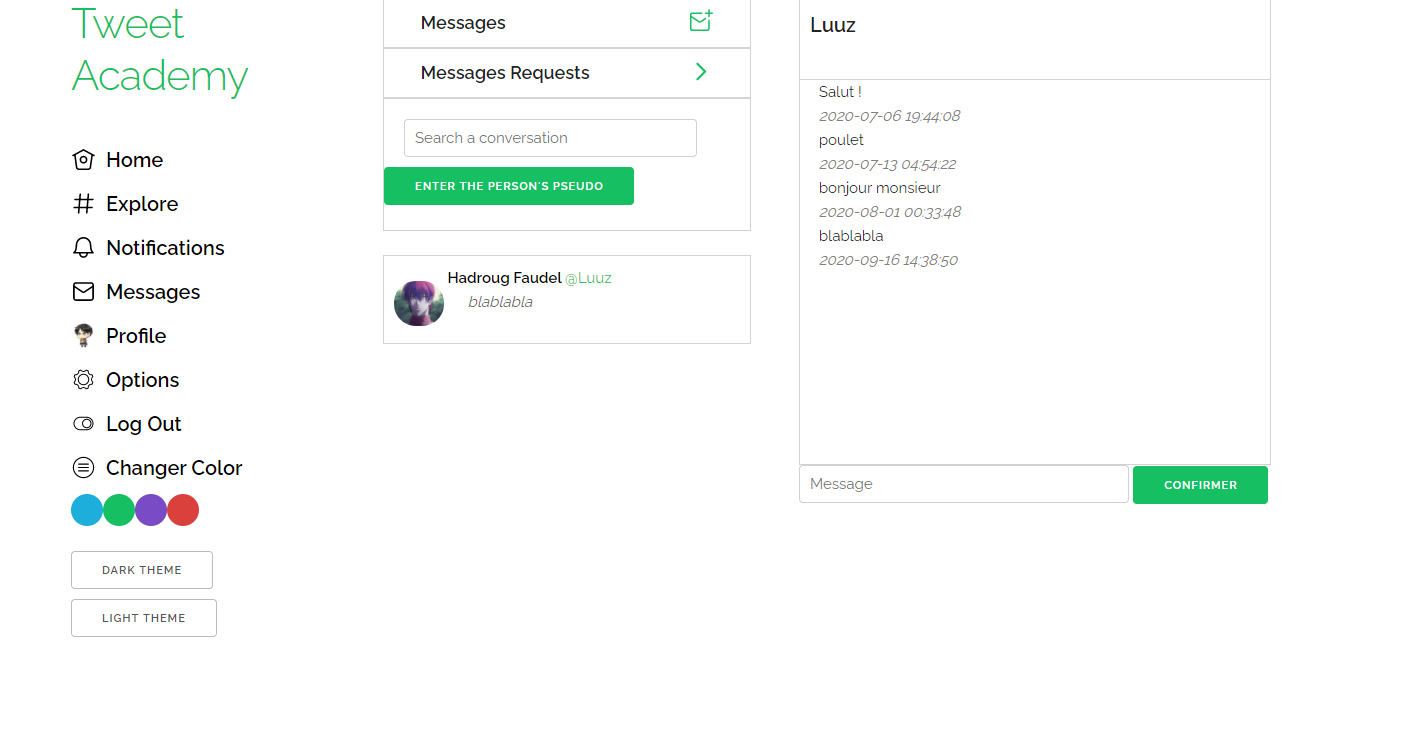 Tweet
Academy
Home
Explore
Notifications
Messages
Profile
Options
Log Out
Changer Color
DARK THEME
LIGHT THEME
Messages
Messages Requests
Search a conversation
ENTER THE PERSON'S PSEUDO
Hadroug Faudel @Luuz
blablabla
Luuz
Salut !
2020-07-06 19:44:08
poulet
2020-07-13 04:54:22
bonjour monsieur
2020-08-01 00:33:48
blablabla
2020-09-16 14:38:50
Message
CONFIRMER